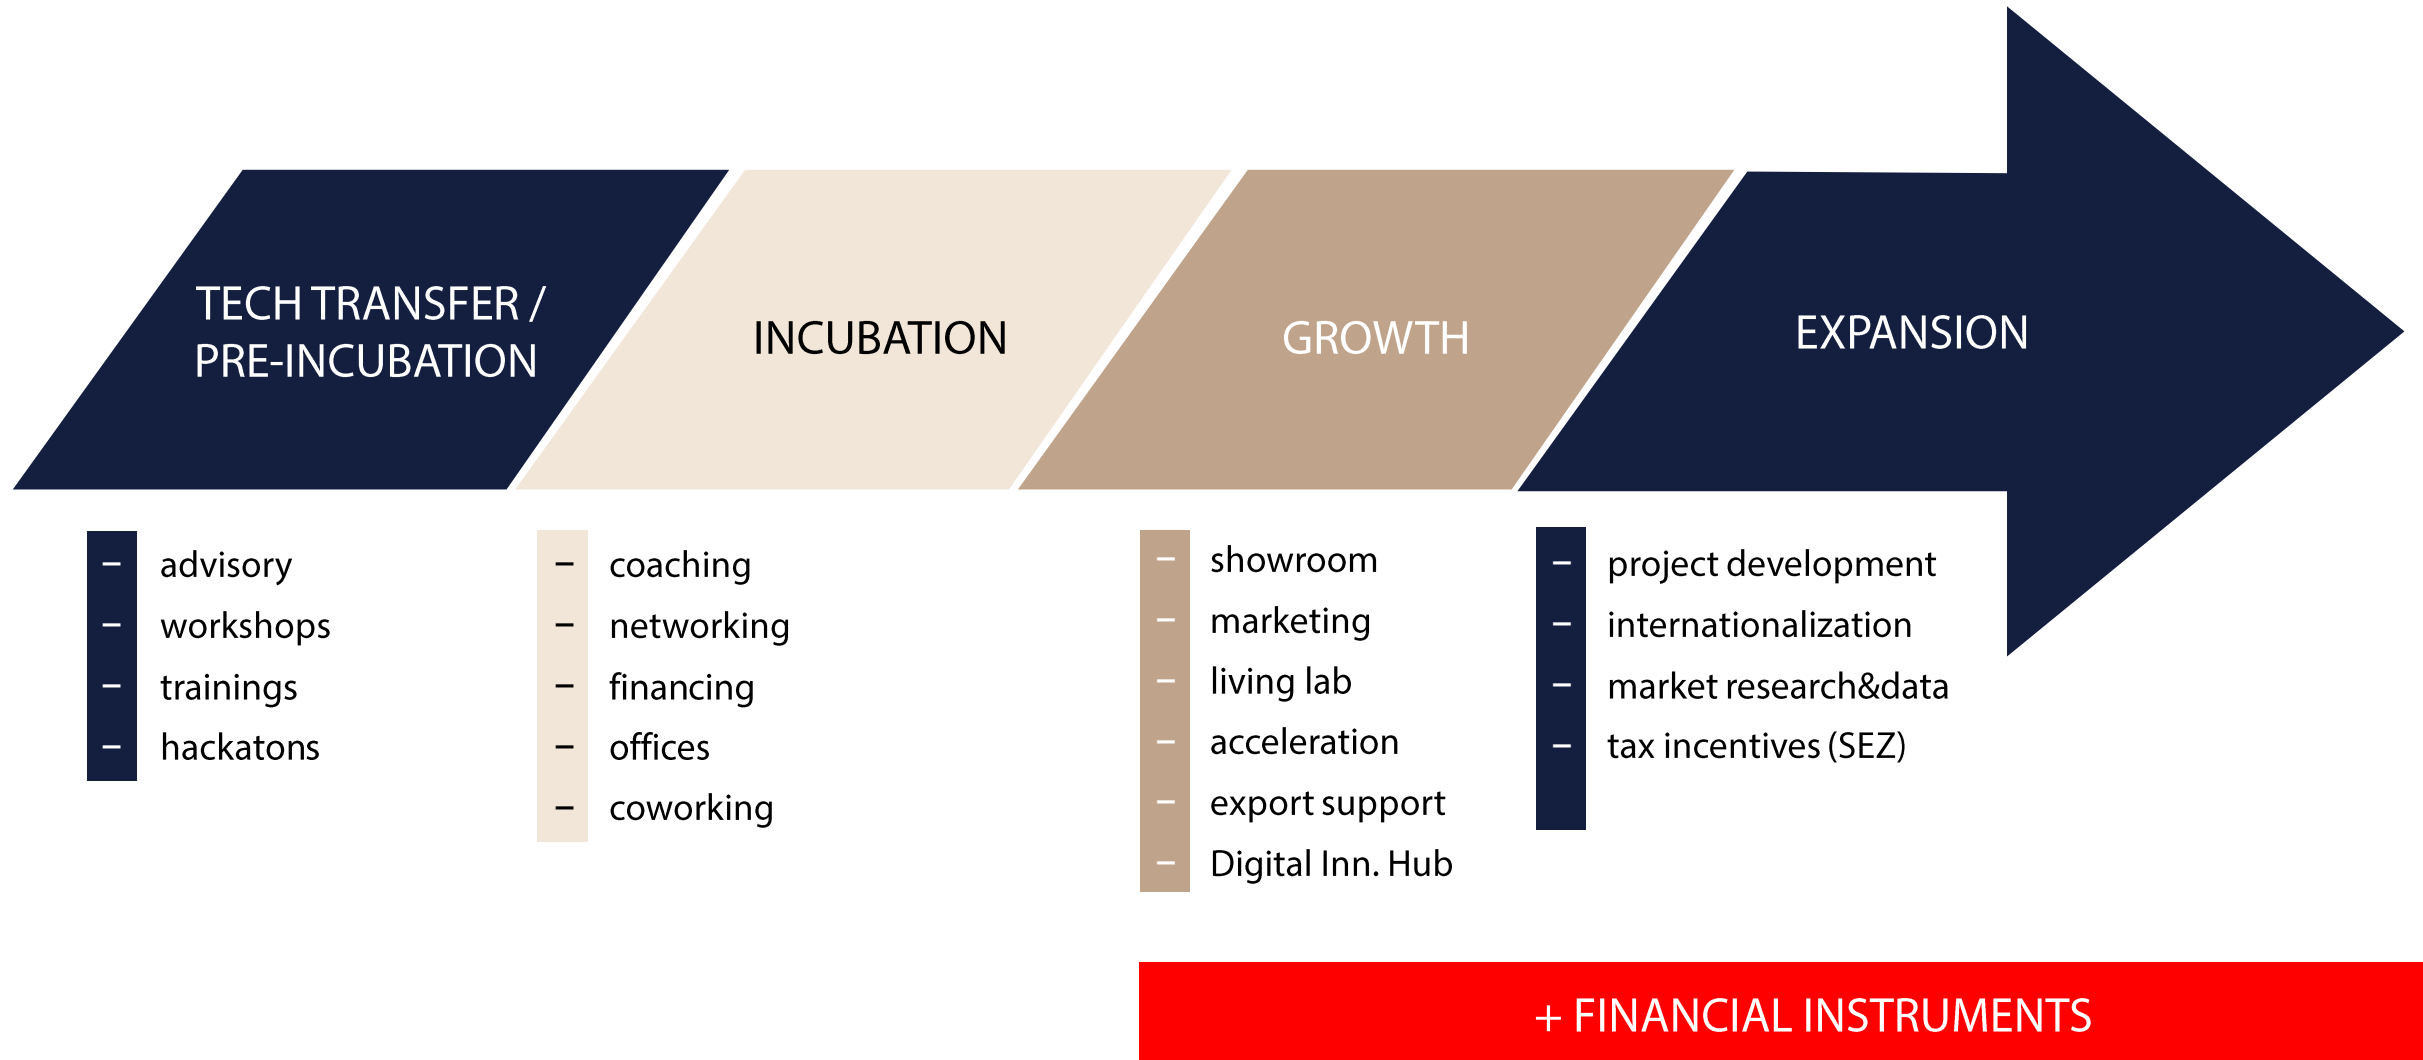 TECH TRANSFER /
PRE-INCUBATION
INCUBATION
GROWTH
EXPANSION
– advisory
– workshops
– trainings
– hackatons
– coaching
– networking
– financing
– offices
– coworking
– showroom
– marketing
– living lab
– acceleration
– export support
– Digital Inn. Hub
– project development
– internationalization
– market research&data
– tax incentives (SEZ)
+ FINANCIAL INSTRUMENTS